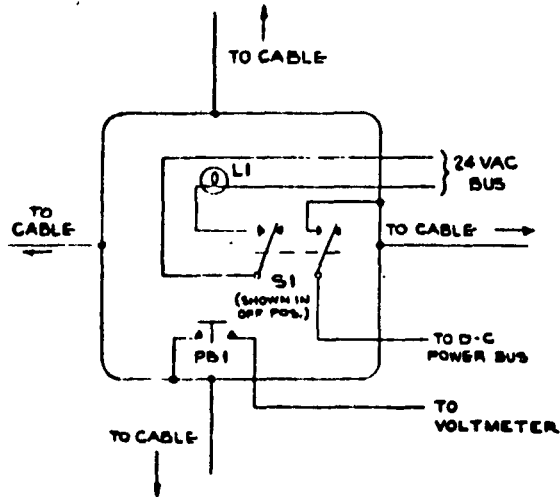 TO CABLE
L1
24 VAC
BUS
TO
CABLE
TO CABLE
S1
(SHOWN IN
OFF POS.)
PB1
TO D-C
POWER BUS
TO
VOLTMETER
TO CABLE